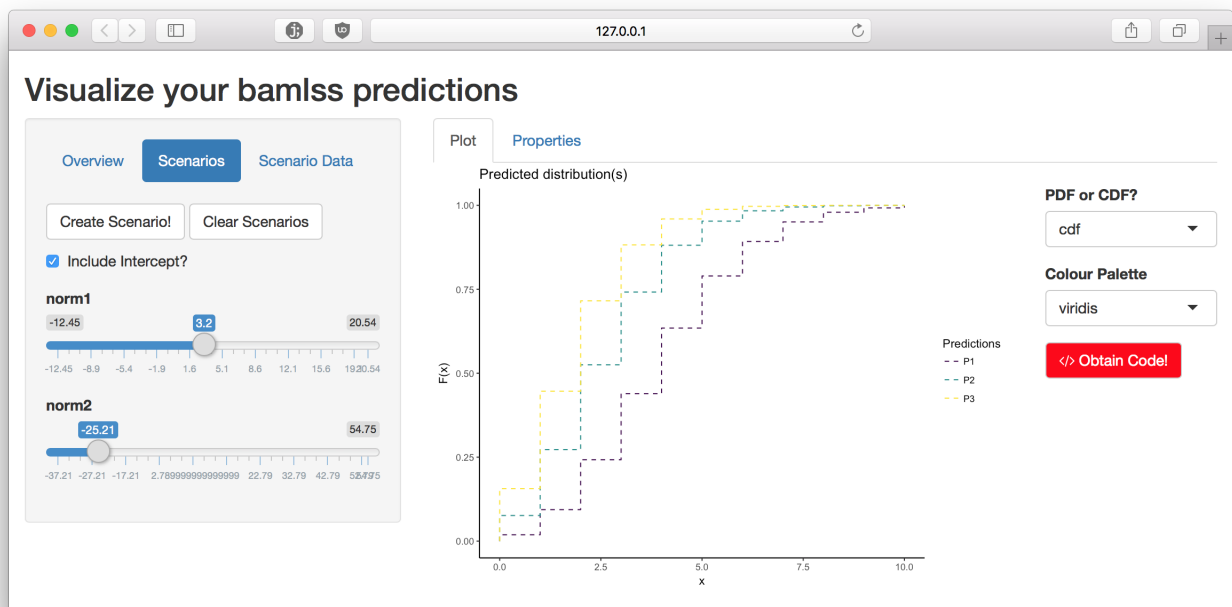 127.0.0.1
Visualize your bamlss predictions
Overview Scenarios Scenario Data
Create Scenario! Clear Scenarios
Include Intercept?
norm1
-12.45 3.2 20.54
-12.45 -8.9 -5.4 -1.9 1.6 5.1 8.6 12.1 15.6 20.54
norm2
-25.21 54.75
-37.21 -27.21 -17.21 2.789999999999999 22.79 32.79 42.79
Plot Properties
Predicted distribution(s)
F(x)
1.00
0.75
0.50
0.25
0.00
0.0 2.5 5.0 7.5 10.0
x
Predictions
P1
P2
P3
PDF or CDF?
cdf
Colour Palette
viridis
</> Obtain Code!